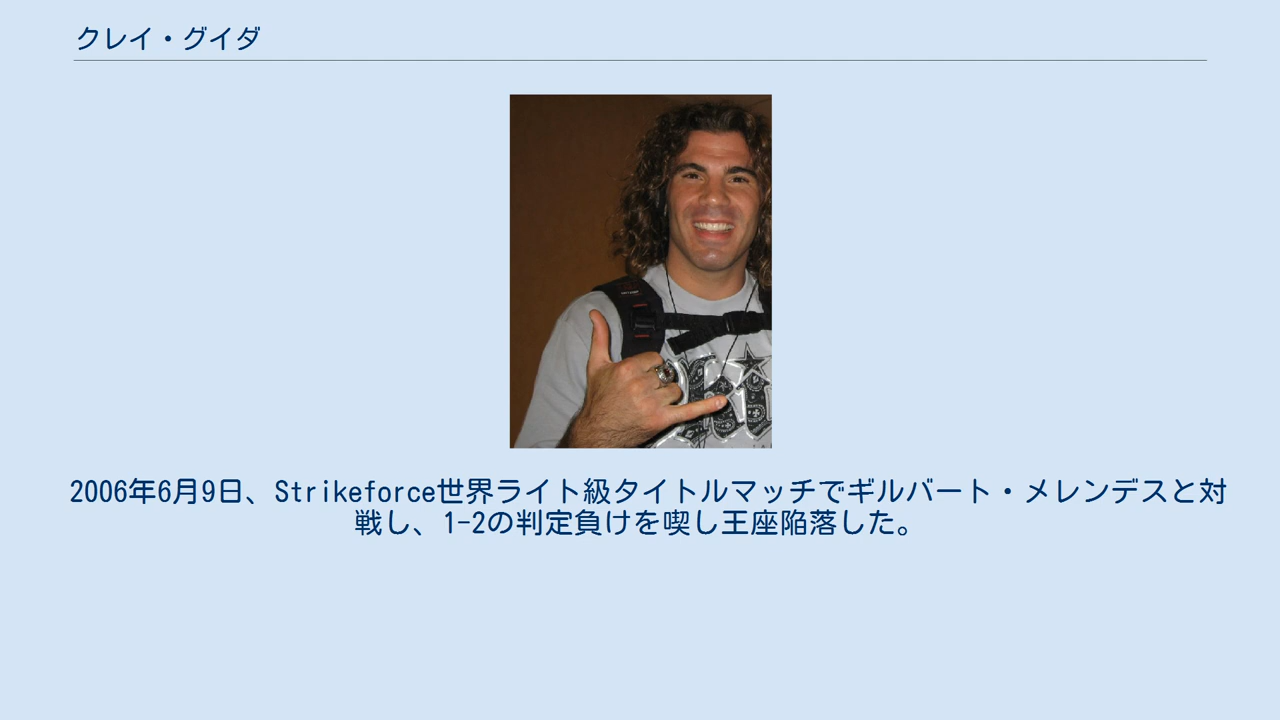 クレイ・グイダ
2006年6月9日、Strikeforce世界ライト級タイトルマッチでギルバート・メレンデスと対
戦し、1-2の判定負けを喫し王座陥落した。